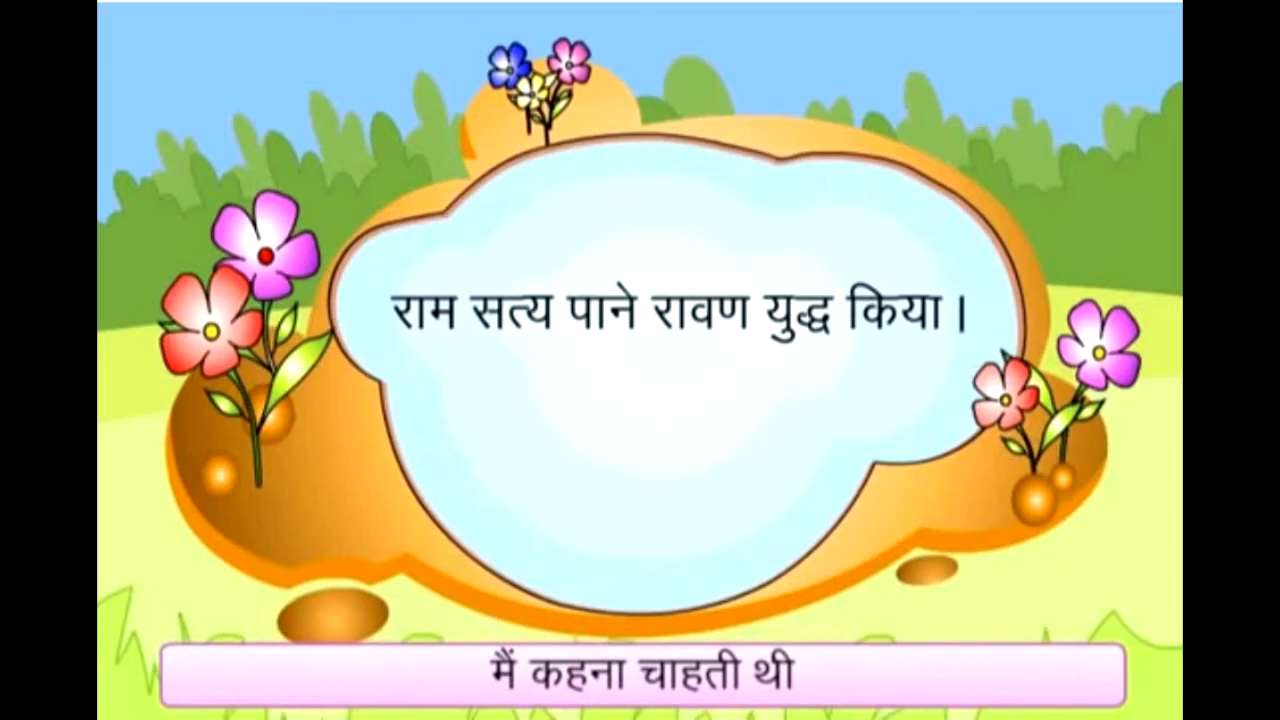 राम सत्य पाने रावण युद्ध किया।
मैं कहना चाहती थी